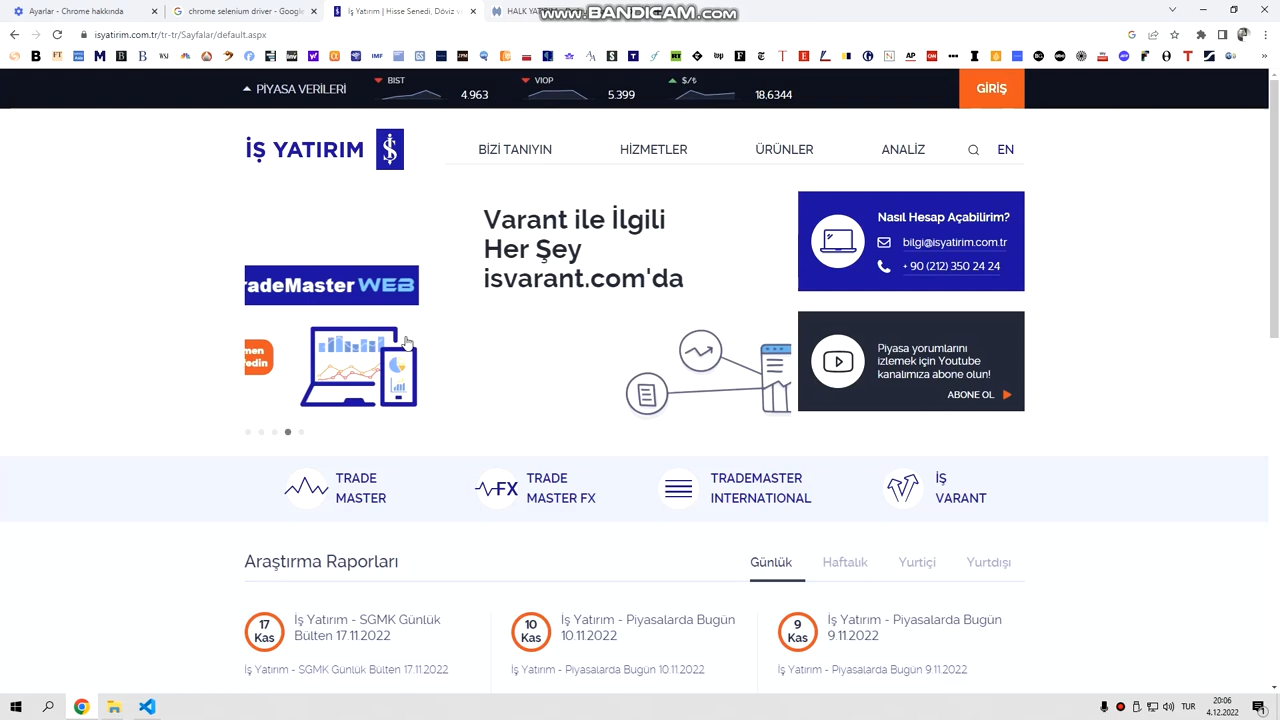 Ayarlar - Chrome hakkında
chrome selenium driver - Google
İş Yatırım | Hisse Senedi, Döviz v
HALK YATIRIM
www.BANDICAM.com
isyatirim.com.tr/tr-tr/Sayfalar/default.aspx
PİYASA VERİLERİ
BIST
4.963
VIOP
5.399
$/₺
18.6344
GİRİŞ
İŞ YATIRIM
BİZİ TANIYIN
HİZMETLER
ÜRÜNLER
ANALİZ
EN
radeMaster WEB
men
edin
Varant ile İlgili
Her Şey
isvarant.com'da
Nasıl Hesap Açabilirim?
bilgi@isyatirim.com.tr
+ 90 (212) 350 24 24
Piyasa yorumlarını
izlemek için Youtube
kanalımıza abone olun!
ABONE OL
TRADE
MASTER
FX
TRADE
MASTER FX
TRADEMASTER
INTERNATIONAL
İŞ
VARANT
Araştırma Raporları
Günlük
Haftalık
Yurtiçi
Yurtdışı
17
Kas
İş Yatırım - SGMK Günlük
Bülten 17.11.2022
İş Yatırım - SGMK Günlük Bülten 17.11.2022
10
Kas
İş Yatırım - Piyasalarda Bugün
10.11.2022
İş Yatırım - Piyasalarda Bugün 10.11.2022
9
Kas
İş Yatırım - Piyasalarda Bugün
9.11.2022
İş Yatırım - Piyasalarda Bugün 9.11.2022
TUR
20:06
4.12.2022